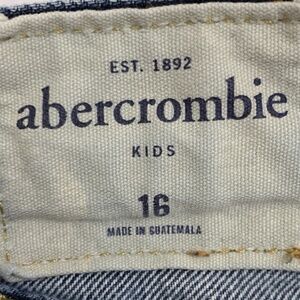 EST. 1892
abercrombie
KIDS
16
MADE IN GUATEMALA